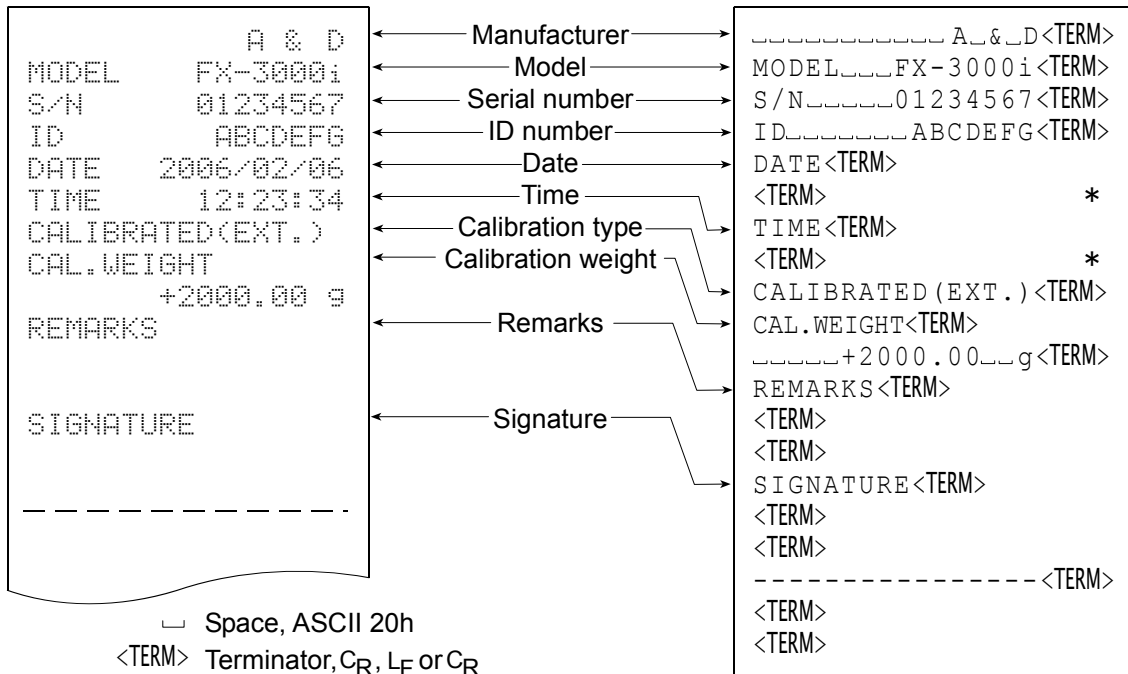 A & D
MODEL FX-3000i
S/N 01234567
ID ABCDEFG
DATE 2006/02/06
TIME 12:23:34
CALIBRATED(EXT.)
CAL.WEIGHT
+2000.00 g
REMARKS
SIGNATURE
Manufacturer
Model
Serial number
ID number
Date
Time
Calibration type
Calibration weight
Remarks
Signature
␣␣␣␣␣␣␣␣␣␣␣A␣&␣D<TERM>
MODEL␣␣␣FX-3000i<TERM>
S/N␣␣␣␣␣01234567<TERM>
ID␣␣␣␣␣␣␣ABCDEFG<TERM>
DATE<TERM>
<TERM> *
TIME<TERM>
<TERM> *
CALIBRATED(EXT.)<TERM>
CAL.WEIGHT<TERM>
␣␣␣␣␣+2000.00␣␣g<TERM>
REMARKS<TERM>
<TERM>
<TERM>
SIGNATURE<TERM>
<TERM>
<TERM>
----------------<TERM>
<TERM>
<TERM>
␣ Space, ASCII 20h
<TERM> Terminator, CR, LF or CR